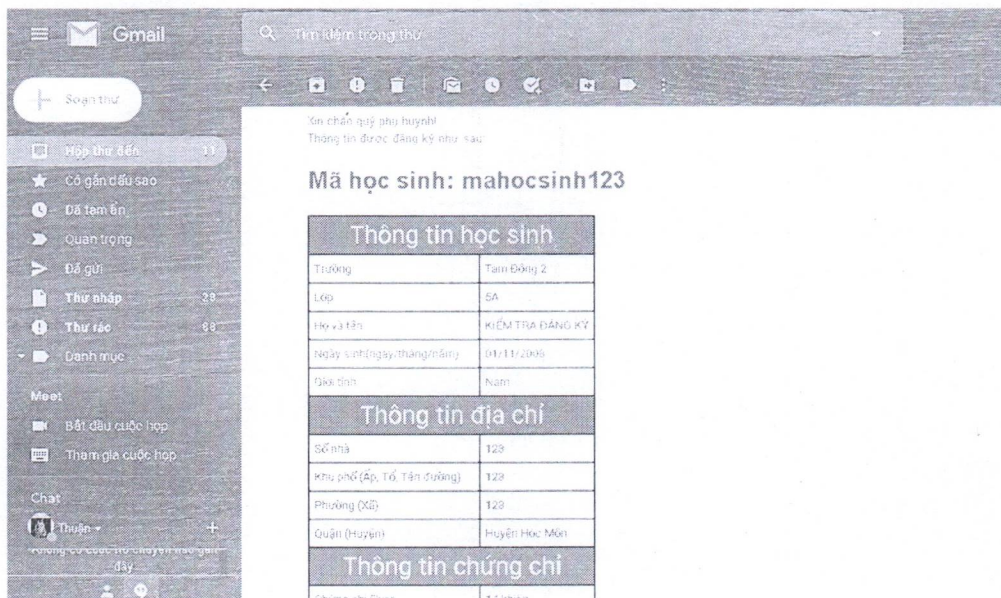 Gmail
Tìm kiếm trong thư
Soạn thư
Hộp thư đến 11
Có gắn dấu sao
Đã tạm ẩn
Quan trọng
Đã gửi
Thư nháp 28
Thư rác 88
Danh mục
Meet
Bắt đầu cuộc họp
Tham gia cuộc họp
Chat
Thuận
đây
Xin chào quý phụ huynh!
Thông tin được đăng ký như sau
Mã học sinh: mahocsinh123
Thông tin học sinh
Trường Tam Đông 2
Lớp 5A
Họ và tên KIỂM TRA ĐĂNG KÝ
Ngày sinh(ngày/tháng/năm)
Giới tính Nam
Thông tin địa chỉ
Số nhà 123
Khu phố (Ấp, Tổ, Tên đường) 123
Phường (Xã) 123
Quận (Huyện) Huyện Hóc Môn
Thông tin chứng chỉ